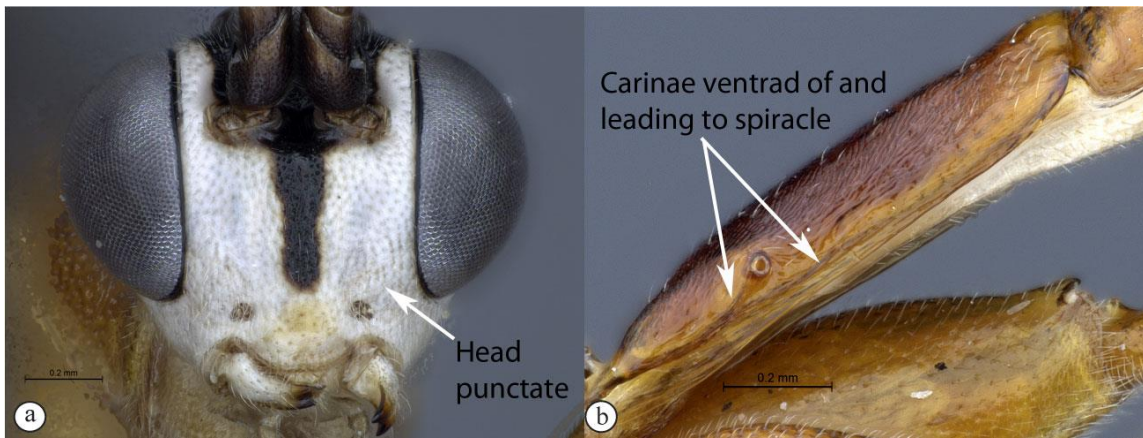 Head
punctate
0.2 mm
a
Carinae ventrad of and
leading to spiracle
0.2 mm
b